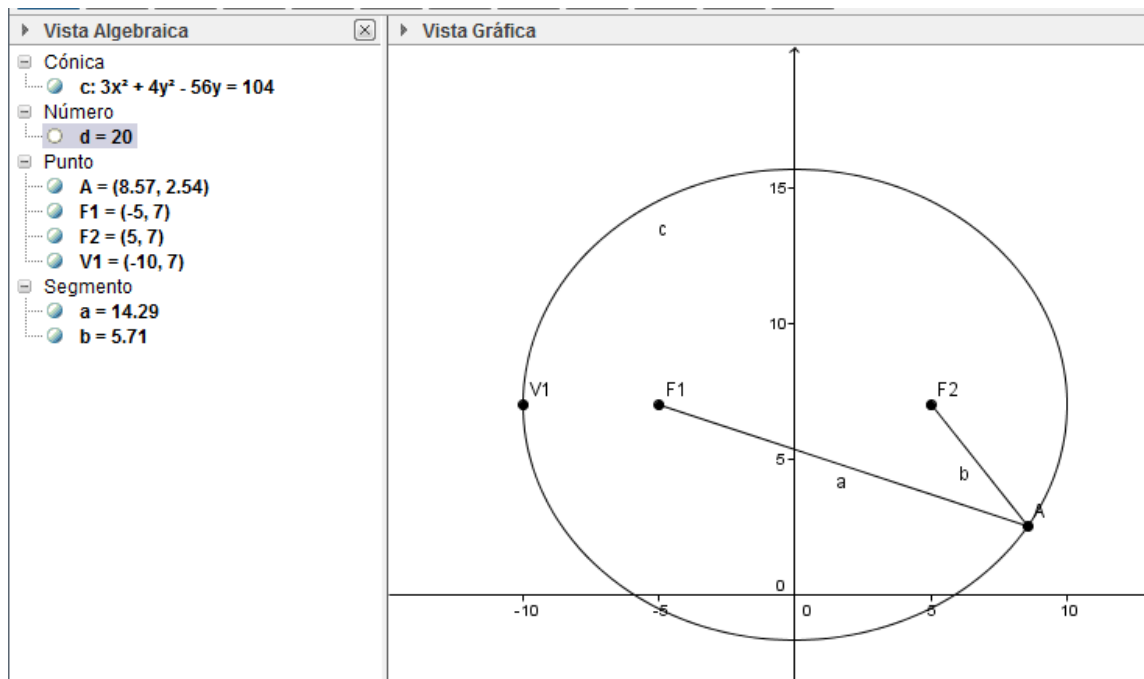 Vista Algebraica
Cónica
c: 3x² + 4y² - 56y = 104
Número
d = 20
Punto
A = (8.57, 2.54)
F1 = (-5, 7)
F2 = (5, 7)
V1 = (-10, 7)
Segmento
a = 14.29
b = 5.71
Vista Gráfica
15
c
10
V1 F1 F2
5
a b
A
0
-10 -5 0 5 10